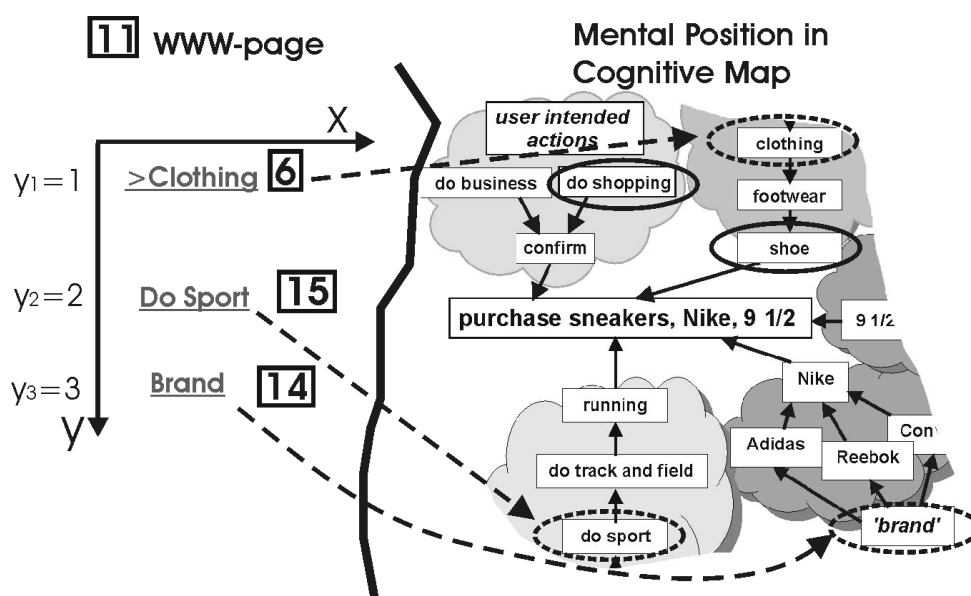 11 WWW-page
Mental Position in
Cognitive Map
X
y1=1
>Clothing 6
y2=2
Do Sport 15
y3=3
Brand 14
y
user intended
actions
do business
do shopping
confirm
clothing
footwear
shoe
purchase sneakers, Nike, 9 1/2
9 1/2
running
do track and field
do sport
Nike
Adidas
Reebok
Con
'brand'